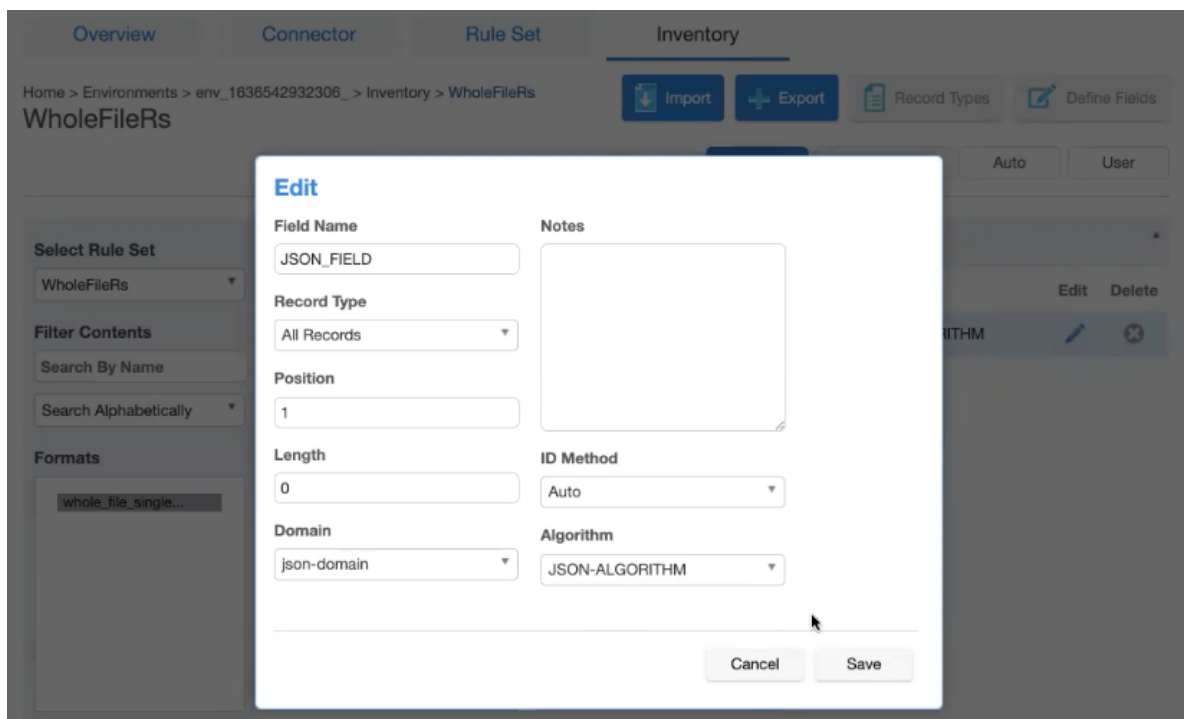 Overview
Connector
Rule Set
Inventory
Home > Environments > env_1636542932306_ > Inventory > WholeFileRs
WholeFileRs
Import
Export
Record Types
Define Fields
Auto
User
Select Rule Set
WholeFileRs
Filter Contents
Search By Name
Search Alphabetically
Formats
whole_file_single...
Edit
Field Name
JSON_FIELD
Record Type
All Records
Position
1
Length
0
Domain
json-domain
Notes
ID Method
Auto
Algorithm
JSON-ALGORITHM
Cancel
Save
Edit
Delete
RITHM